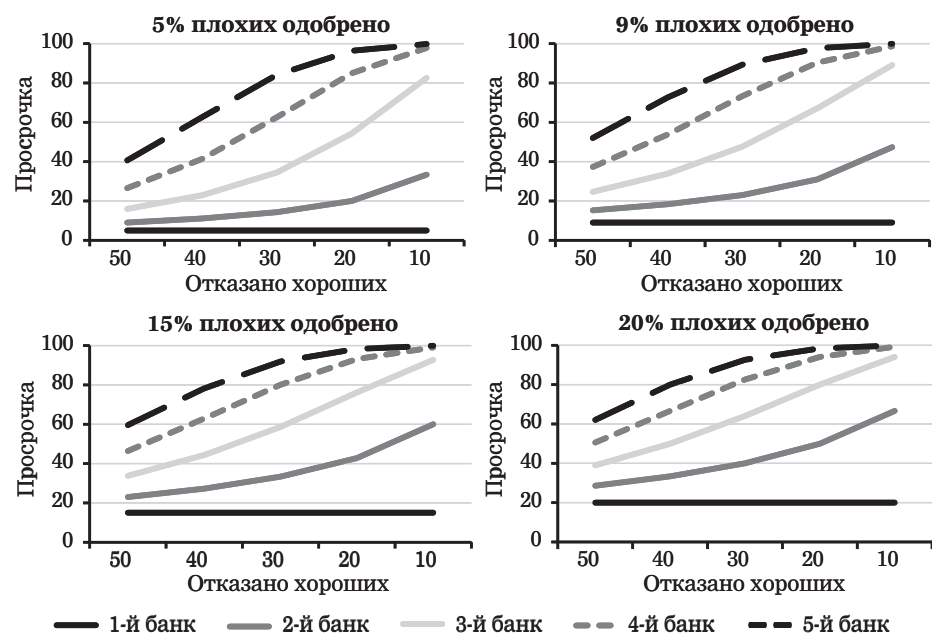 5% плохих одобрено
Просрочка
100
80
60
40
20
0
50 40 30 20 10
Отказано хороших
9% плохих одобрено
Просрочка
100
80
60
40
20
0
50 40 30 20 10
Отказано хороших
15% плохих одобрено
Просрочка
100
80
60
40
20
0
50 40 30 20 10
Отказано хороших
20% плохих одобрено
Просрочка
100
80
60
40
20
0
50 40 30 20 10
Отказано хороших
1-й банк 2-й банк 3-й банк 4-й банк 5-й банк